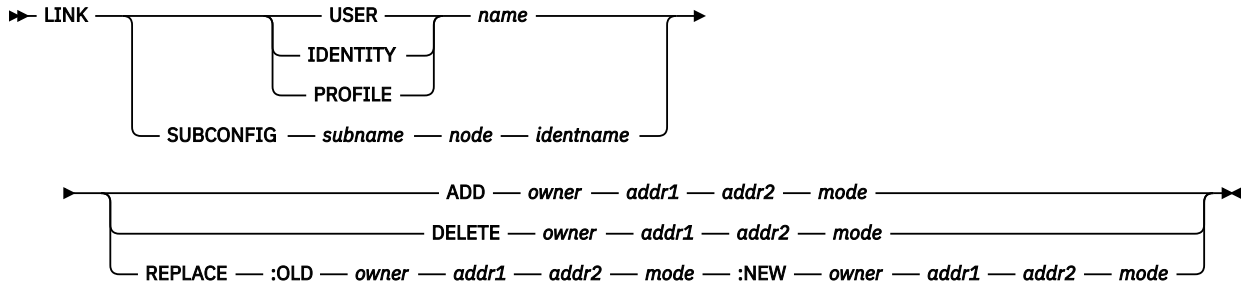 LINK USER name
IDENTITY
PROFILE
SUBCONFIG subname node identname
ADD owner addr1 addr2 mode
DELETE owner addr1 addr2 mode
REPLACE :OLD owner addr1 addr2 mode :NEW owner addr1 addr2 mode